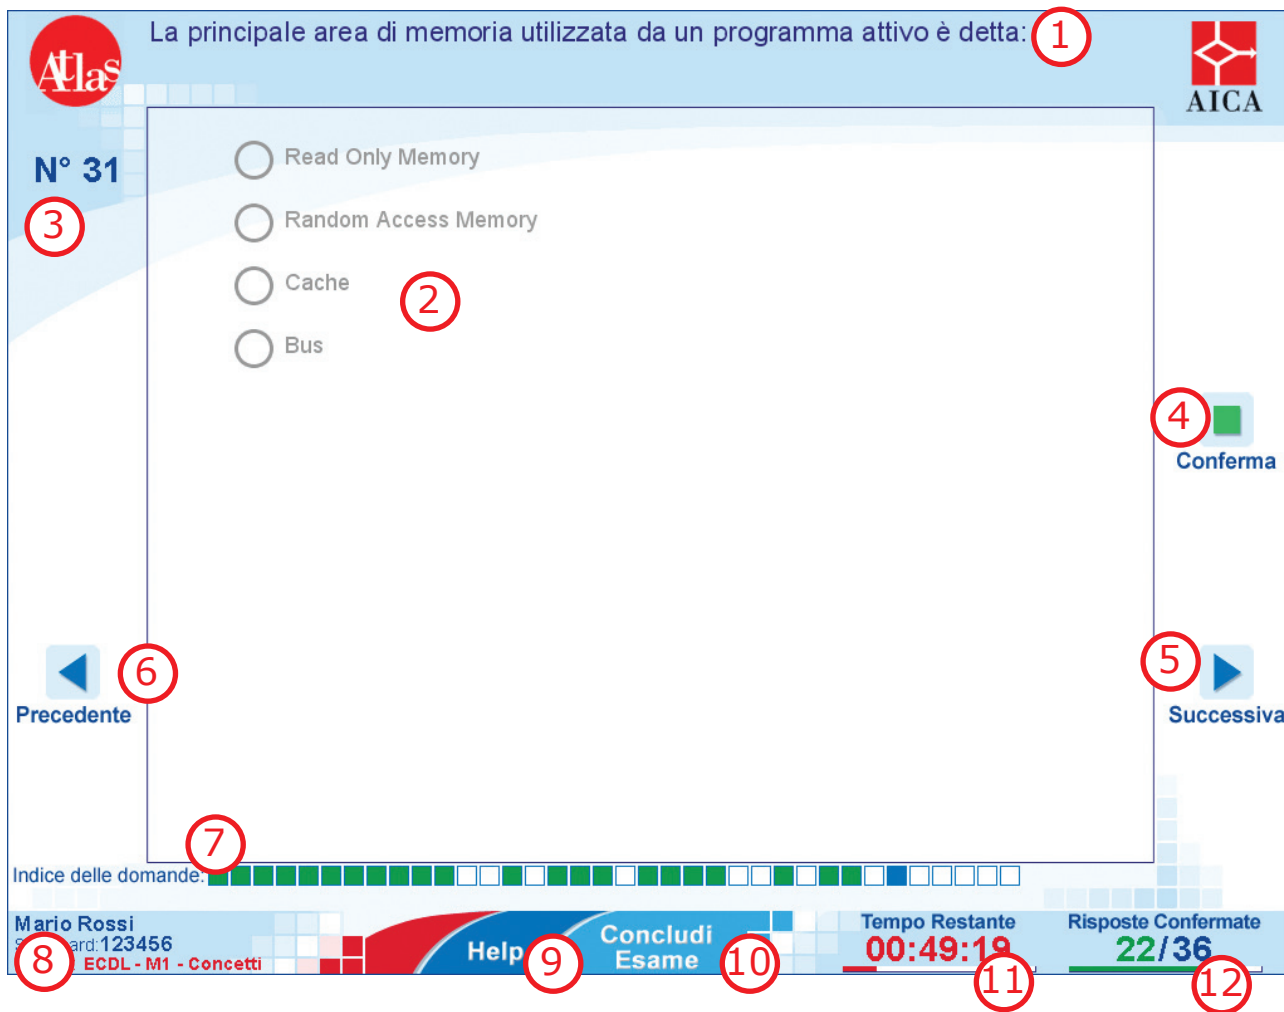 La principale area di memoria utilizzata da un programma attivo è detta:
1
Atlas
AICA
N° 31
3
Read Only Memory
Random Access Memory
Cache
2
Bus
4
Conferma
6
Precedente
5
Successiva
7
Indice delle domande:
Mario Rossi
123456
8
ECDL - M1 - Concetti
Help
9
Concludi
Esame
10
Tempo Restante
00:49:19
11
Risposte Confermate
22/36
12